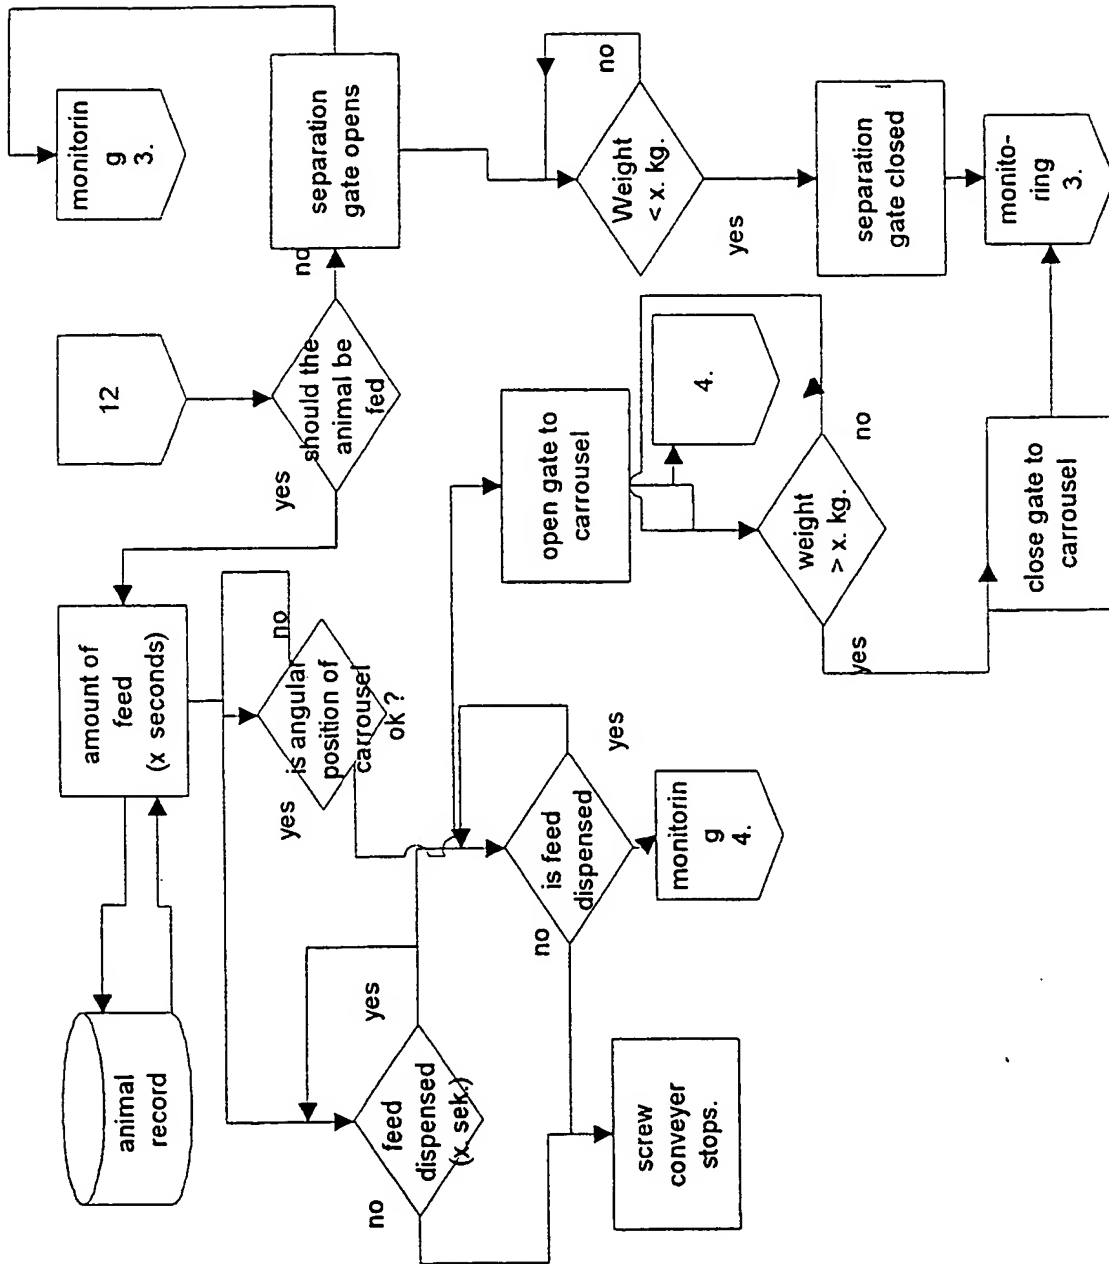 animal
record
amount of
feed
(x seconds)
12
monitorin
g
3.
yes
should the
animal be
fed
no
separation
gate opens
feed
dispensed
(x. sek.)
yes
no
yes
is angular
position of
carrousel
ok ?
no
is feed
dispensed
no
yes
open gate to
carrousel
Weight
< x. kg.
no
yes
screw
conveyer
stops.
monitorin
g
4.
4.
weight
> x. kg.
no
yes
separation
gate closed
close gate to
carrousel
monito-
ring
3.